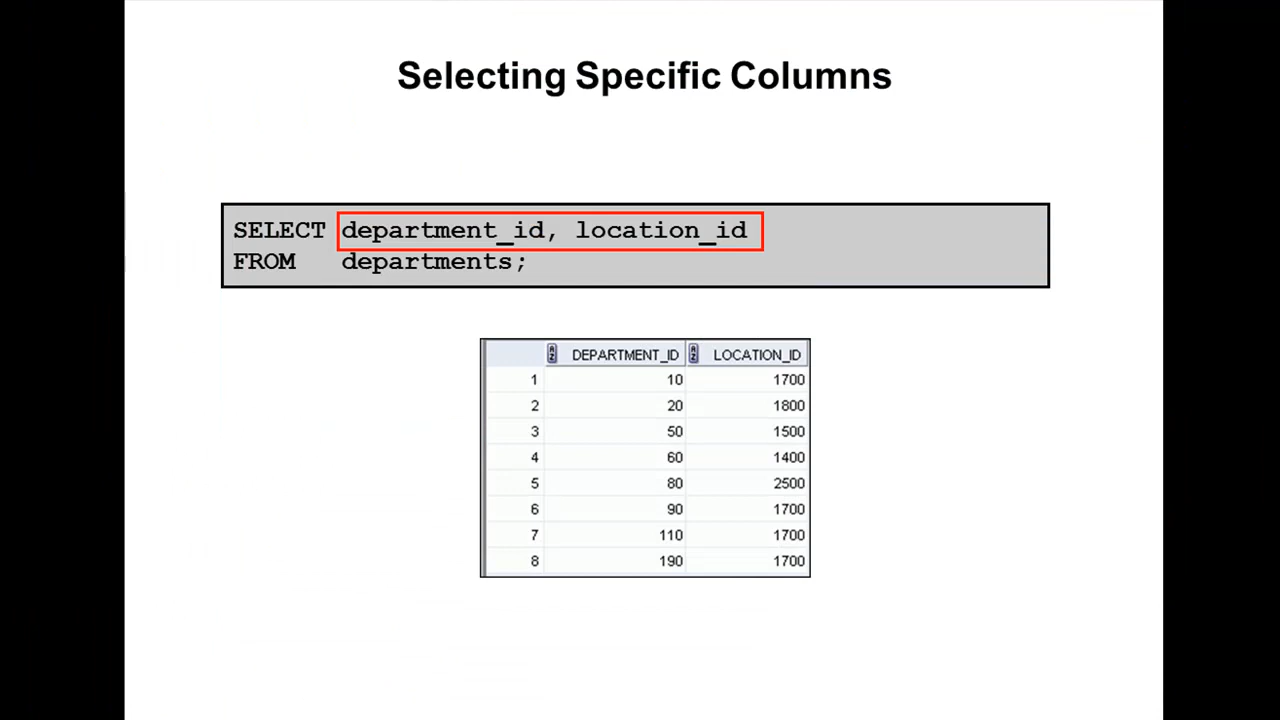 Selecting Specific Columns
SELECT department_id, location_id
FROM departments;
DEPARTMENT_ID LOCATION_ID
1 10 1700
2 20 1800
3 50 1500
4 60 1400
5 80 2500
6 90 1700
7 110 1700
8 190 1700